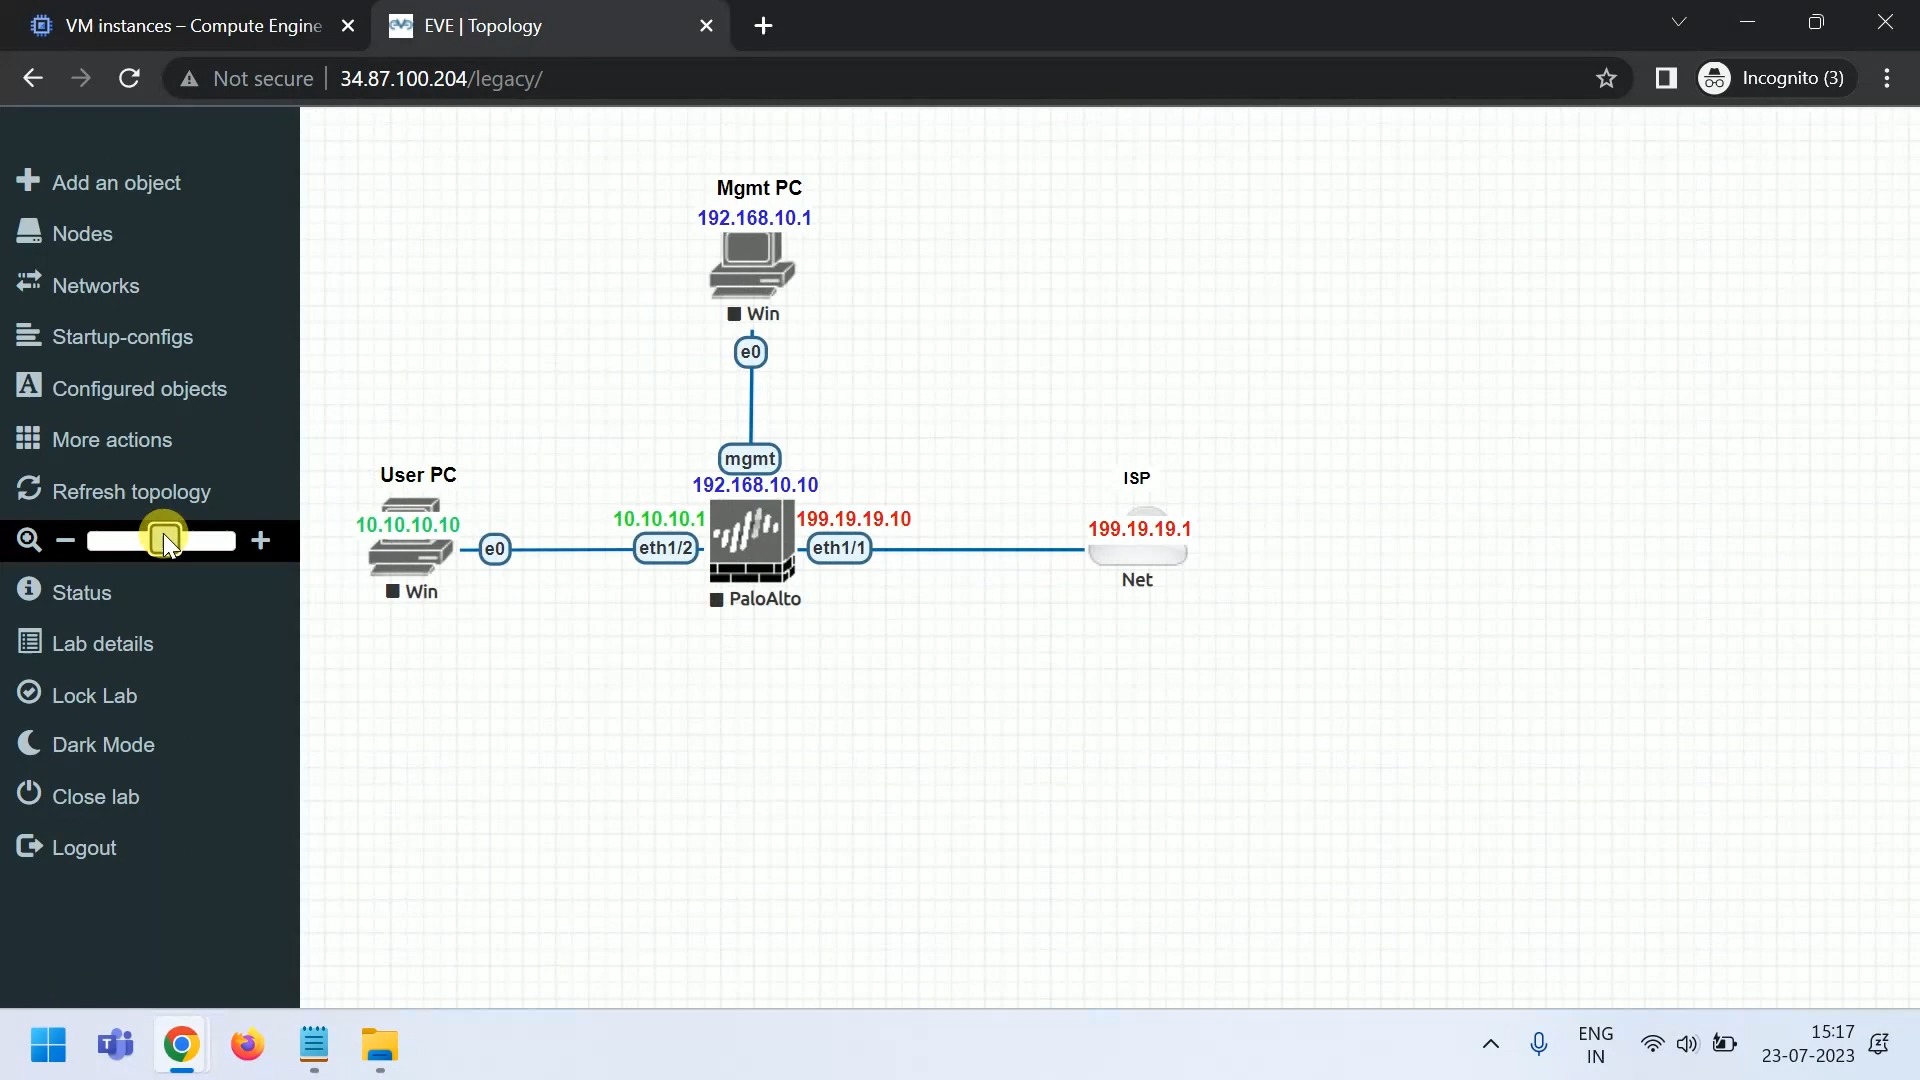 VM instances – Compute Engine
EVE | Topology
Not secure
34.87.100.204/legacy/
Incognito (3)
Add an object
Nodes
Networks
Startup-configs
Configured objects
More actions
Refresh topology
Status
Lab details
Lock Lab
Dark Mode
Close lab
Logout
Mgmt PC
192.168.10.1
Win
e0
mgmt
192.168.10.10
User PC
10.10.10.10
e0
Win
10.10.10.1
eth1/2
199.19.19.10
eth1/1
PaloAlto
ISP
199.19.19.1
Net
ENG
IN
15:17
23-07-2023